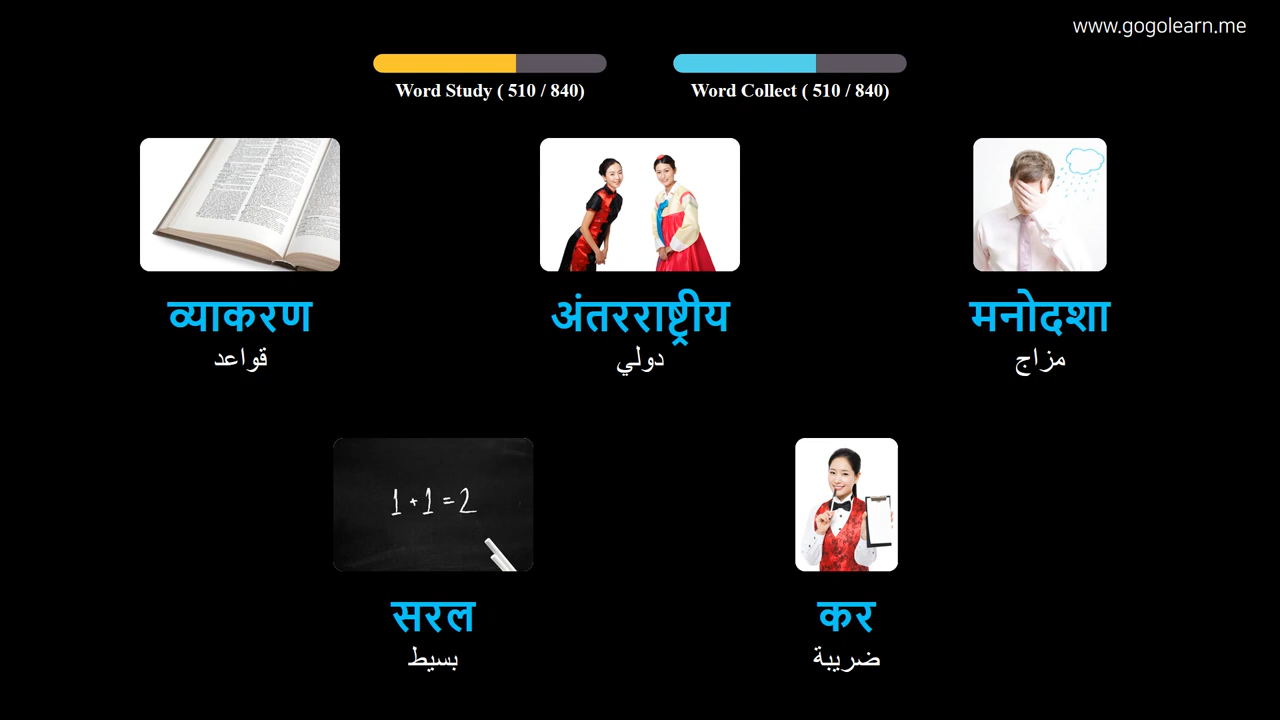 www.gogolearn.me
Word Study ( 510 / 840)
Word Collect ( 510 / 840)
व्याकरण
قواعد
अंतरराष्ट्रीय
دولي
मनोदशा
مزاج
1 + 1 = 2
सरल
بسيط
कर
ضريبة